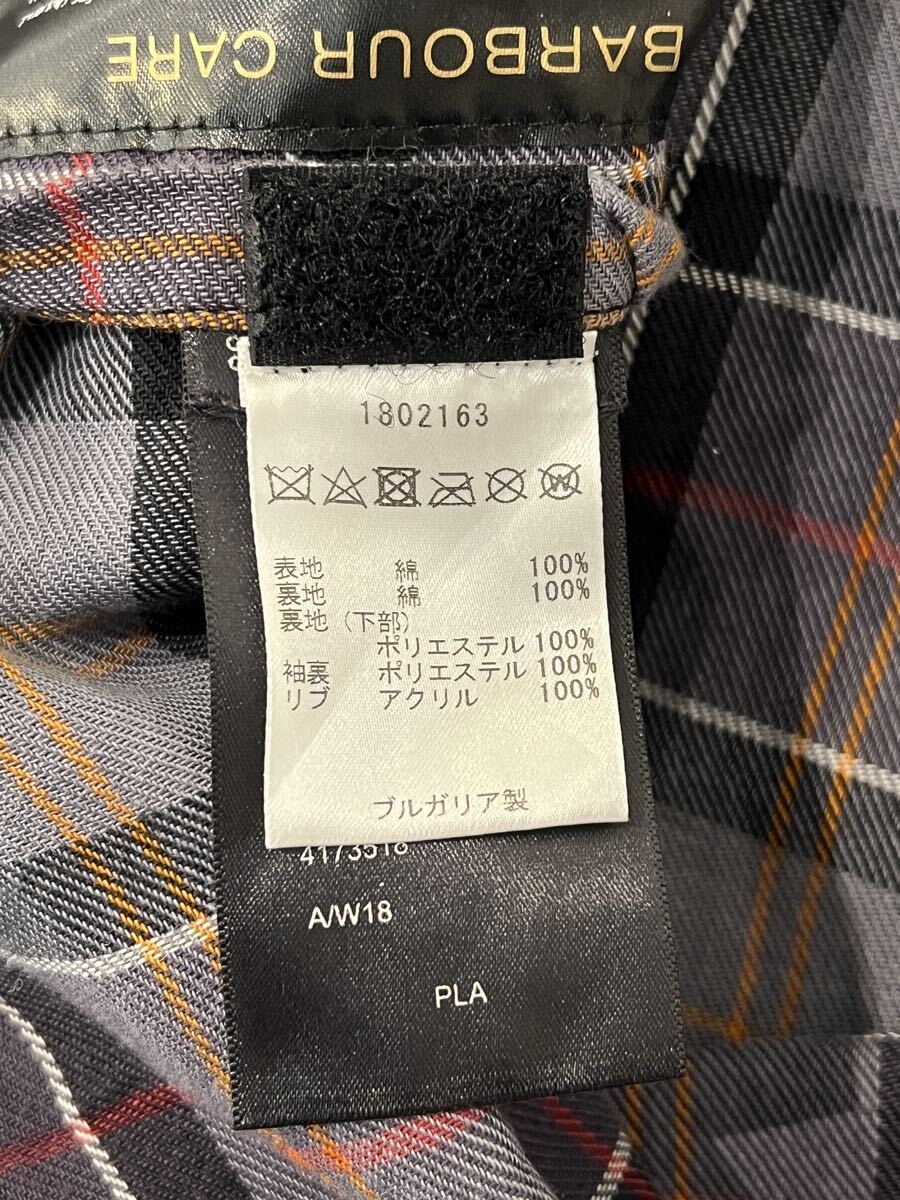 BARBOUR CARE
1802163
表地 綿 100%
裏地 綿 100%
裏地 (下部)
ポリエステル 100%
袖裏 ポリエステル 100%
リブ アクリル 100%
ブルガリア製
4173518
A/W18
PLA